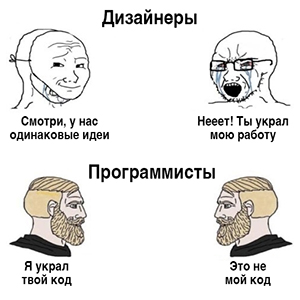 Дизайнеры
Смотри, у нас
одинаковые идеи
Нееет! Ты украл
мою работу
Программисты
Я украл
твой код
Это не
мой код